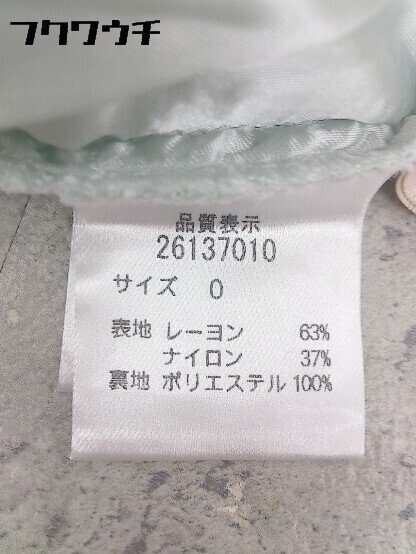 フクワウチ
品質表示
26137010
サイズ 0
表地 レーヨン 63%
ナイロン 37%
裏地 ポリエステル 100%